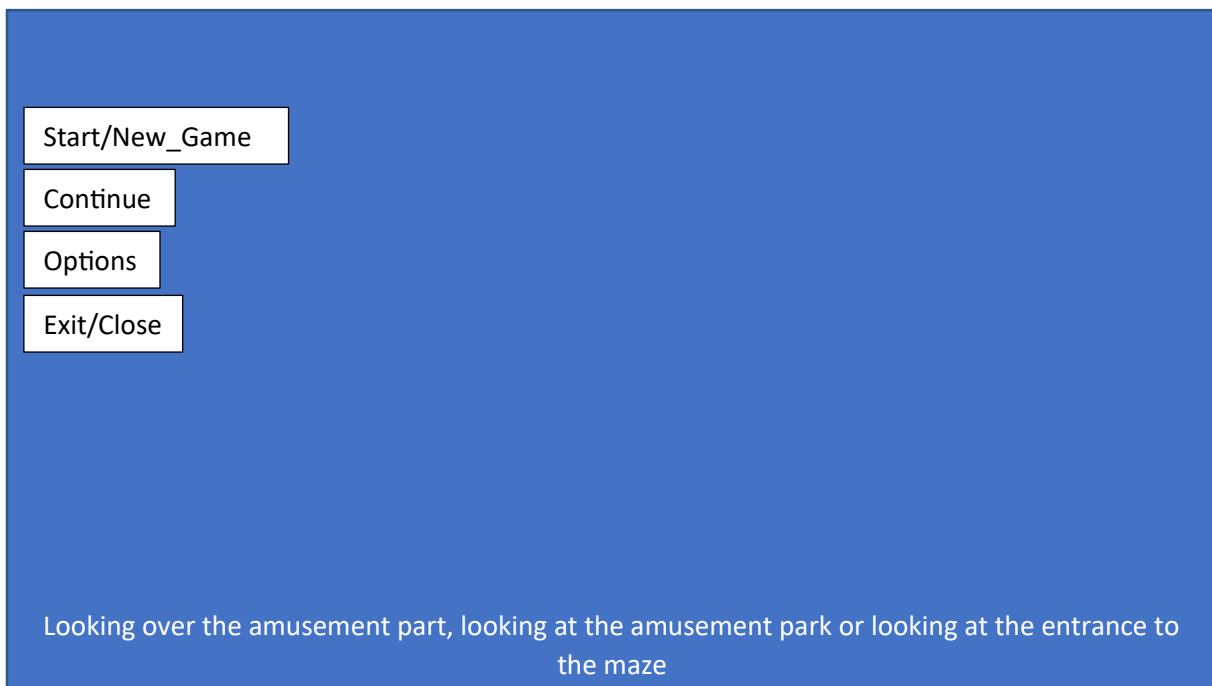 Start/New_Game
Continue
Options
Exit/Close
Looking over the amusement part, looking at the amusement park or looking at the entrance to
the maze